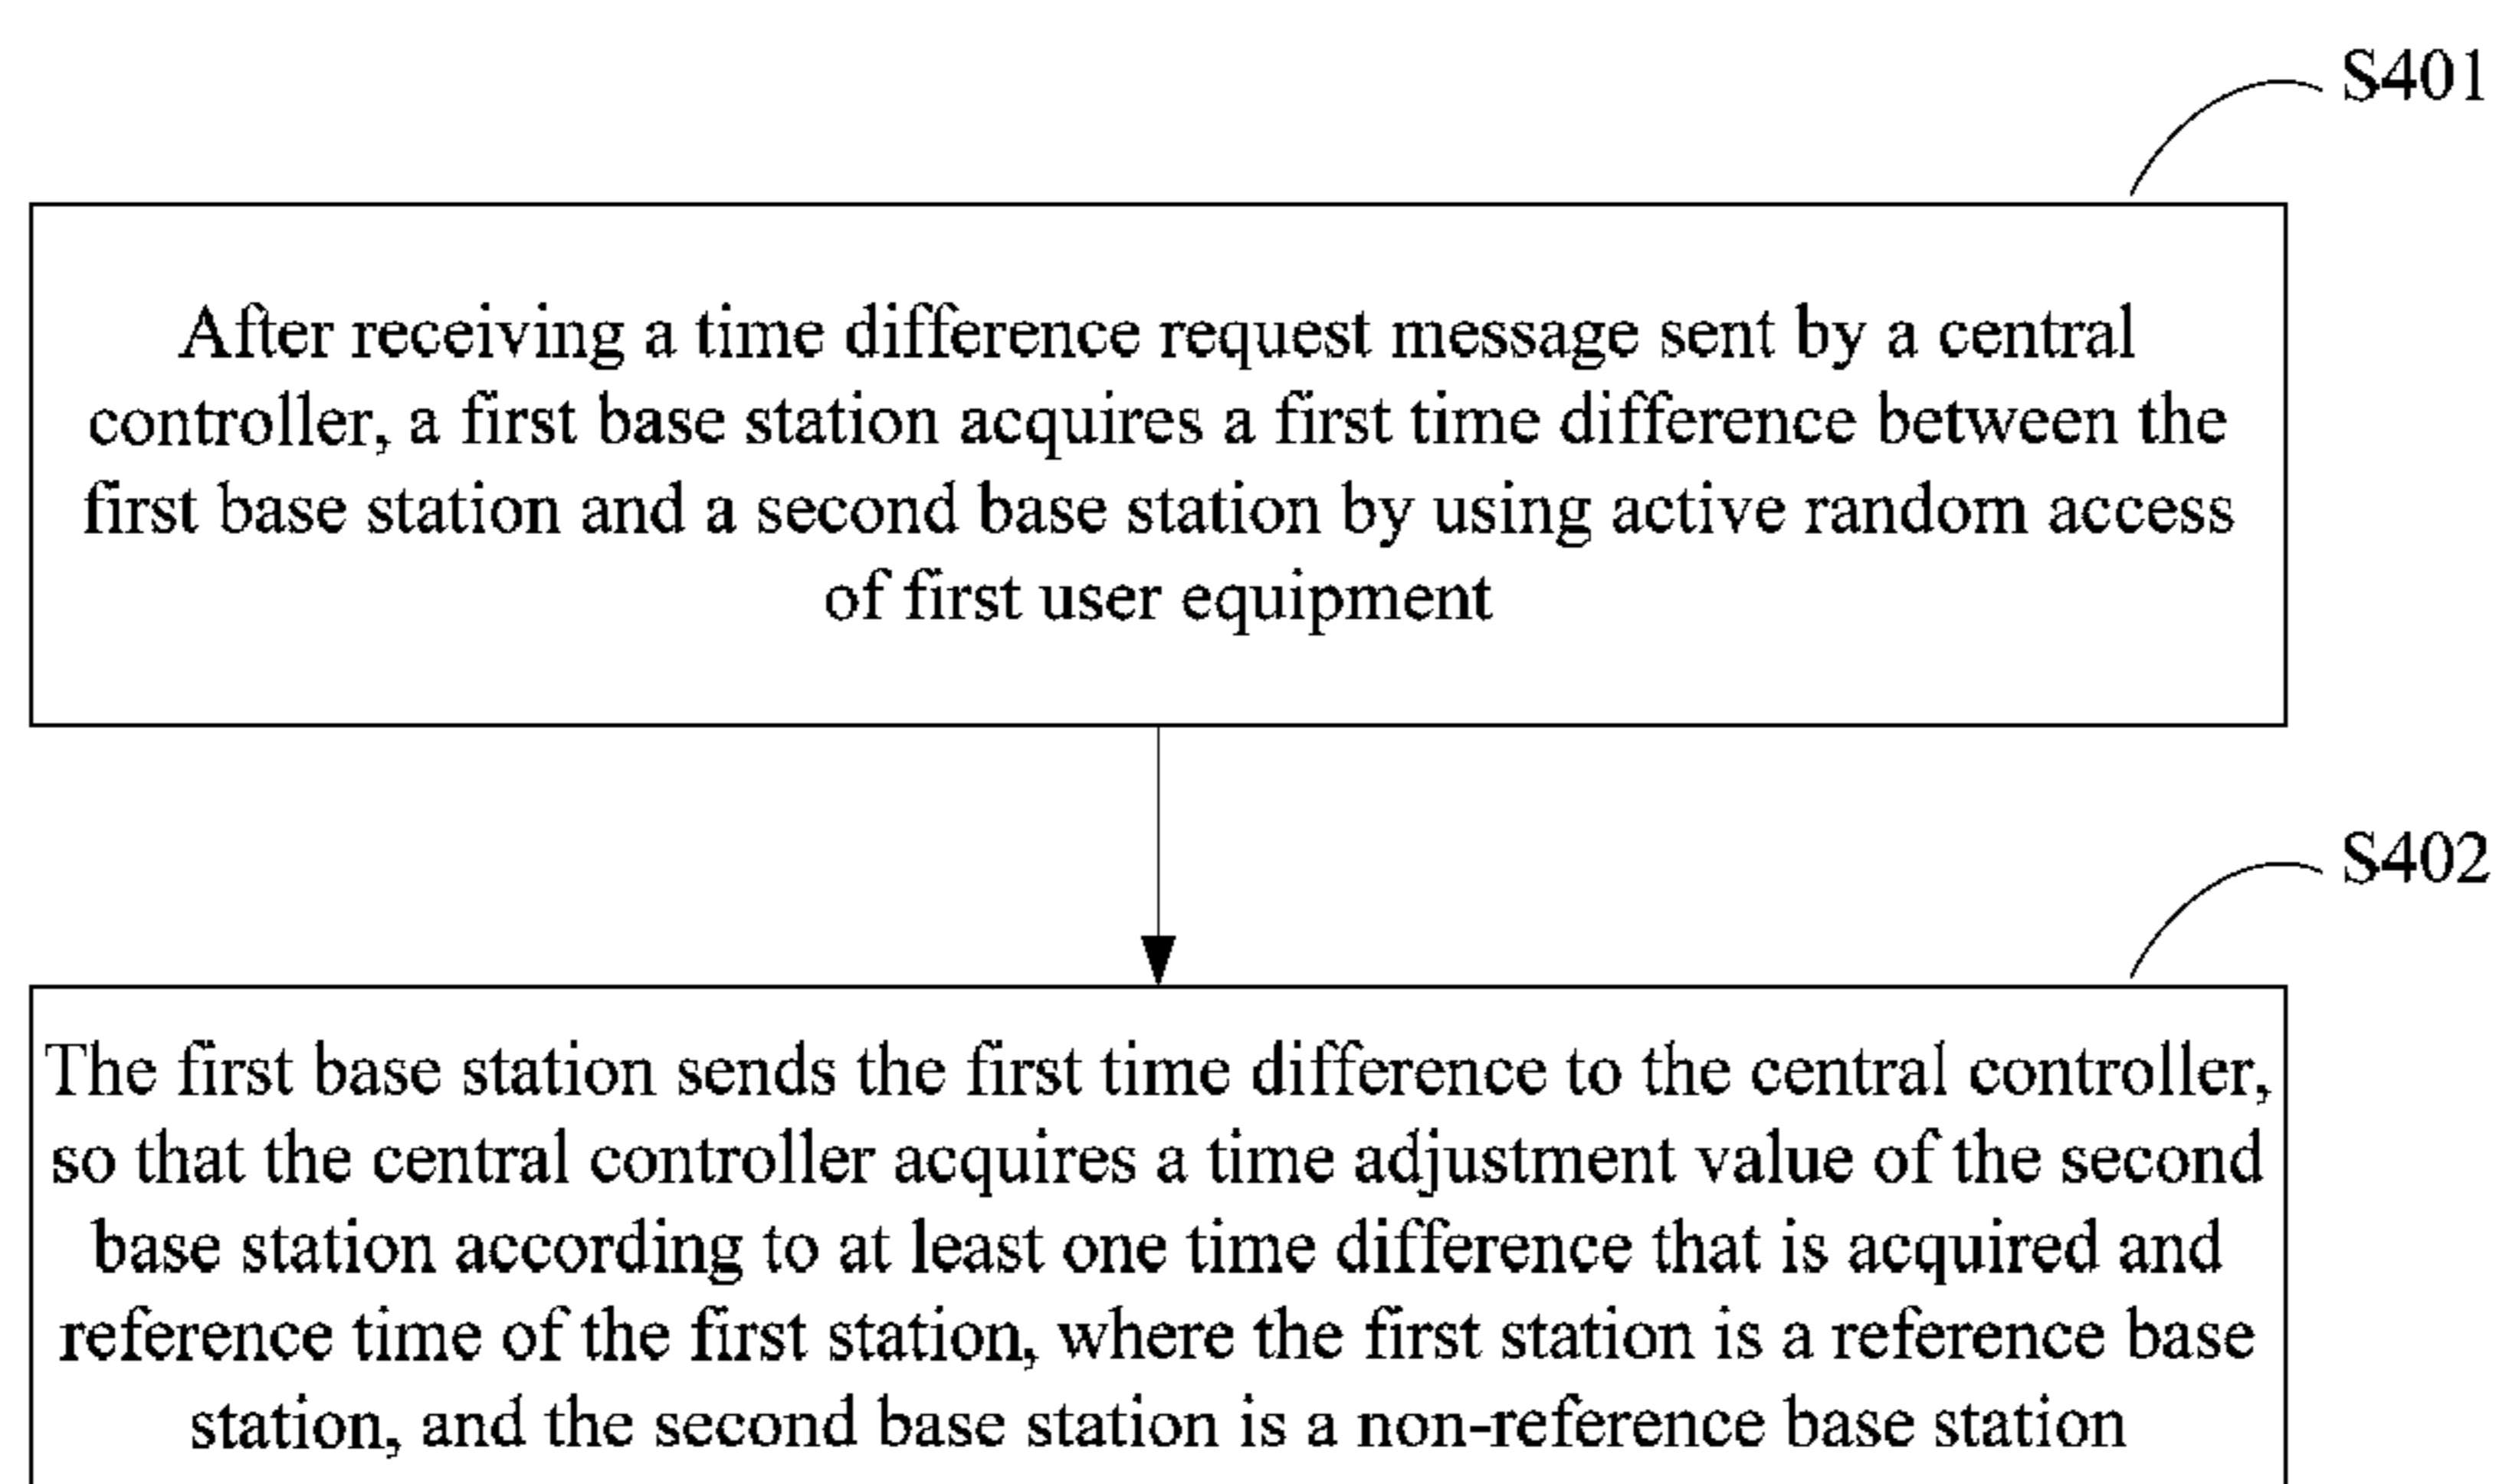 S401
After receiving a time difference request message sent by a central
controller, a first base station acquires a first time difference between the
first base station and a second base station by using active random access
of first user equipment
S402
The first base station sends the first time difference to the central controller,
so that the central controller acquires a time adjustment value of the second
base station according to at least one time difference that is acquired and
reference time of the first station, where the first station is a reference base
station, and the second base station is a non-reference base station